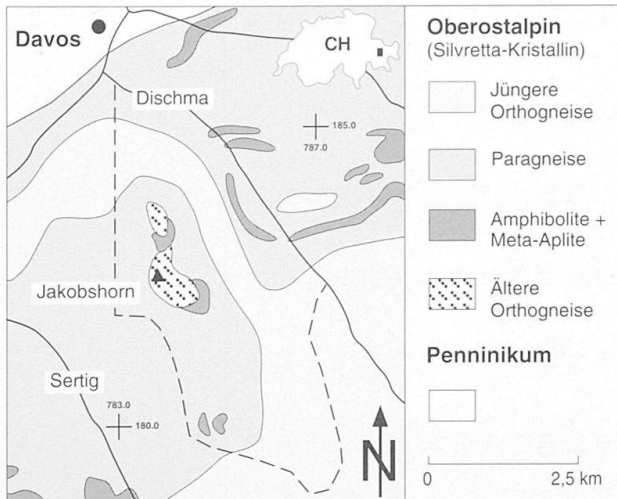 Davos
CH
Dischma
185.0
787.0
Jakobshorn
Sertig
783.0
180.0
N
Oberostalpin
(Silvretta-Kristallin)
Jüngere
Orthogneise
Paragneise
Amphibolite +
Meta-Aplite
Ältere
Orthogneise
Penninikum
0 2,5 km